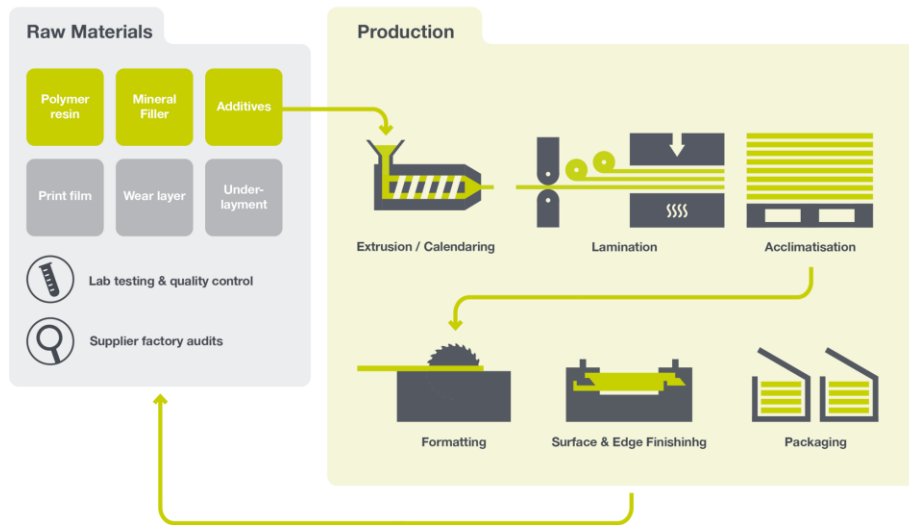 Raw Materials
Polymer
resin
Mineral
Filler
Additives
Print film
Wear layer
Under-
layment
Lab testing & quality control
Supplier factory audits
Production
Extrusion / Calendaring
Lamination
Acclimatisation
Formatting
Surface & Edge Finishinhg
Packaging